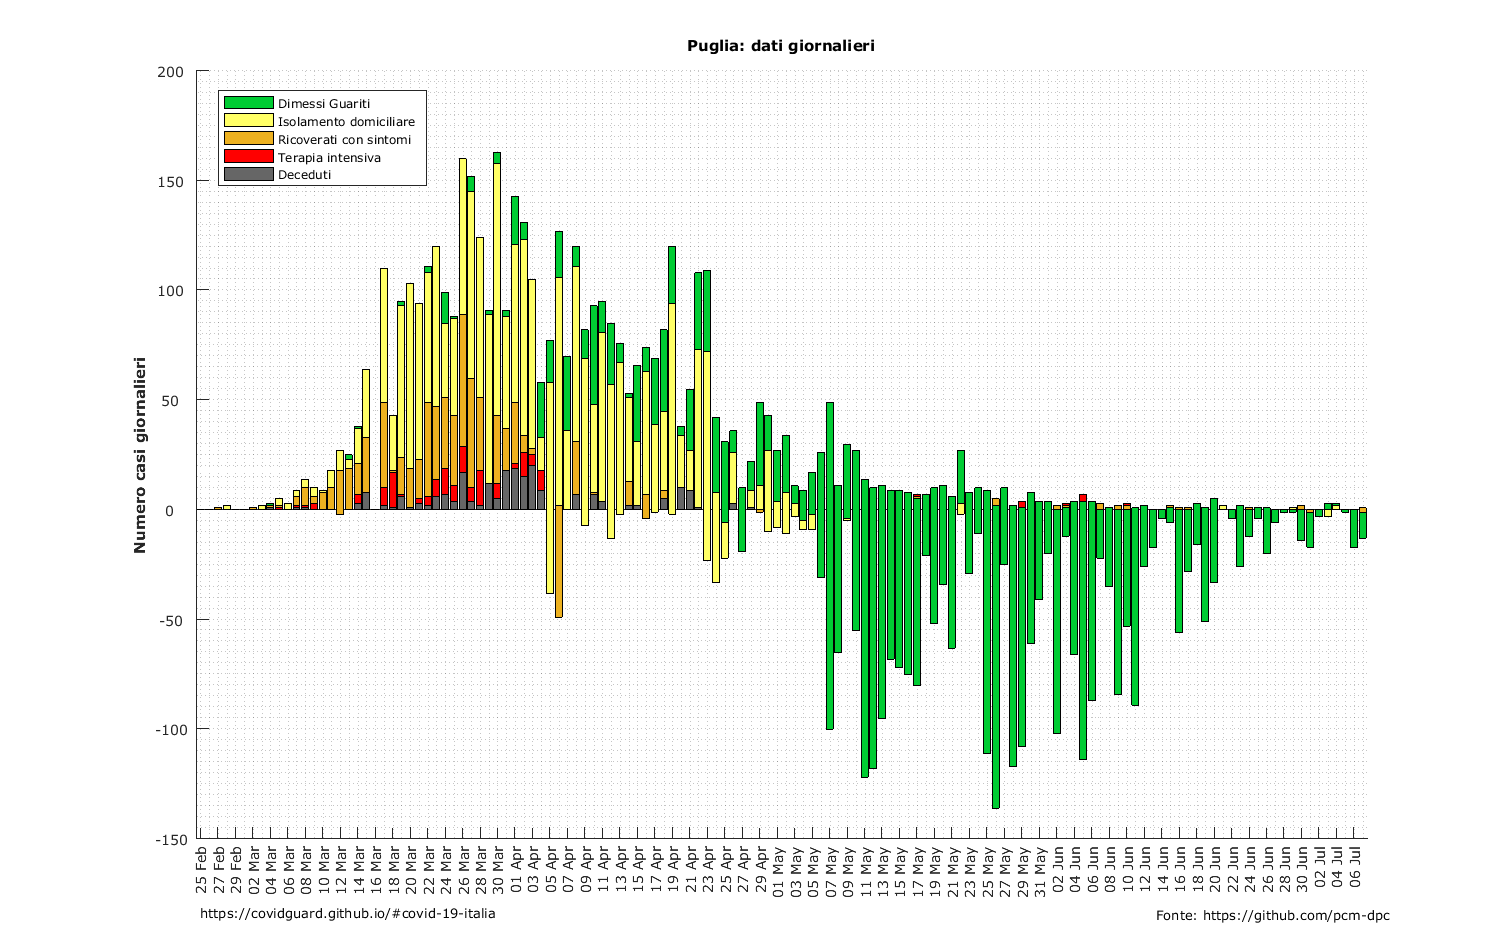 Puglia: dati giornalieri
200
150
100
50
0
-50
-100
-150
Numero casi giornalieri
Dimessi Guariti
Isolamento domiciliare
Ricoverati con sintomi
Terapia intensiva
Deceduti
25 Feb
27 Feb
29 Feb
02 Mar
04 Mar
06 Mar
08 Mar
10 Mar
12 Mar
14 Mar
16 Mar
18 Mar
20 Mar
22 Mar
24 Mar
26 Mar
28 Mar
30 Mar
01 Apr
03 Apr
05 Apr
07 Apr
09 Apr
11 Apr
13 Apr
15 Apr
17 Apr
19 Apr
21 Apr
23 Apr
25 Apr
27 Apr
29 Apr
01 May
03 May
05 May
07 May
09 May
11 May
13 May
15 May
17 May
19 May
21 May
23 May
25 May
27 May
29 May
31 May
02 Jun
04 Jun
06 Jun
08 Jun
10 Jun
12 Jun
14 Jun
16 Jun
18 Jun
20 Jun
22 Jun
24 Jun
26 Jun
28 Jun
30 Jun
02 Jul
04 Jul
06 Jul
https://covidguard.github.io/#covid-19-italia
Fonte: https://github.com/pcm-dpc